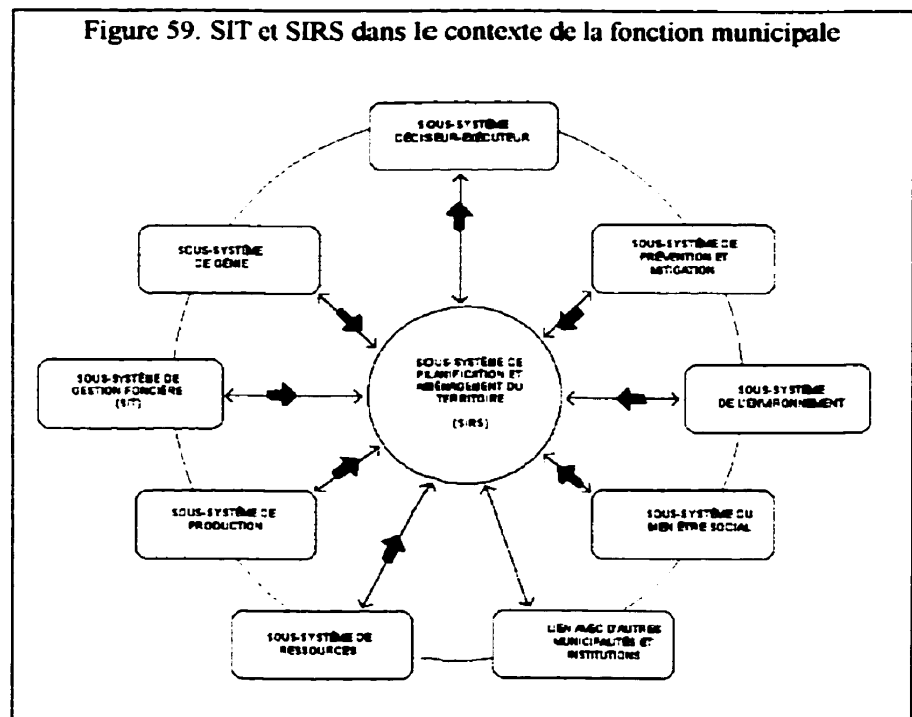 Figure 59. SIT et SIRS dans le contexte de la fonction municipale
SOUS-SYSTÈME
DÉCISEUR-EXÉCUTEUR
SOUS-SYSTÈME
DE GÉNIE
SOUS-SYSTÈME DE
PRÉVENTION ET
MITIGATION
SOUS-SYSTÈME DE
GESTION FONCIÈRE
(SIT)
SOUS-SYSTÈME DE
PLANIFICATION ET
AMÉNAGEMENT DU
TERRITOIRE
(SIRS)
SOUS-SYSTÈME
DE L'ENVIRONNEMENT
SOUS-SYSTÈME DE
PRODUCTION
SOUS-SYSTÈME DU
BIEN ÊTRE SOCIAL
SOUS-SYSTÈME DE
RESSOURCES
LIEN AVEC D'AUTRES
MUNICIPALITÉS ET
INSTITUTIONS